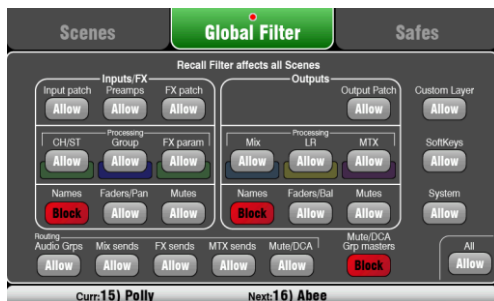 Scenes Global Filter Safes
Recall Filter affects all Scenes
Inputs/FX Outputs
Input patch Preamps FX patch Output Patch Custom Layer
Allow Allow Allow Allow Allow
Processing Processing
CH/ST Group FX param Mix LR MTX SoftKeys
Allow Allow Allow Allow Allow Allow Allow
Names Faders/Pan Mutes Names Faders/Bal Mutes System
Block Allow Allow Block Allow Allow Allow
Routing
Audio Grps Mix sends FX sends MTX sends Mute/DCA Mute/DCA Grp masters All
Allow Allow Allow Allow Allow Block Allow
Curr:15) Polly Next:16) Abee